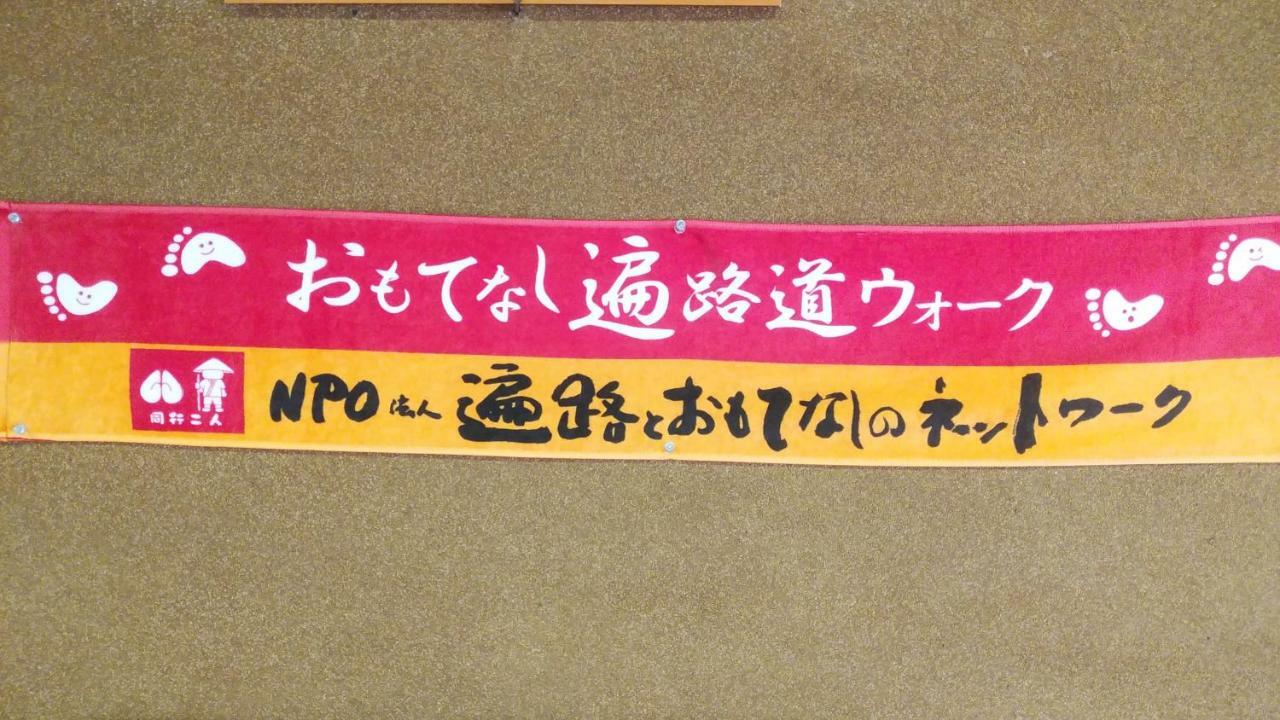 おもてなし遍路道ウォーク
NPO法人 遍路とおもてなしのネットワーク
同行二人